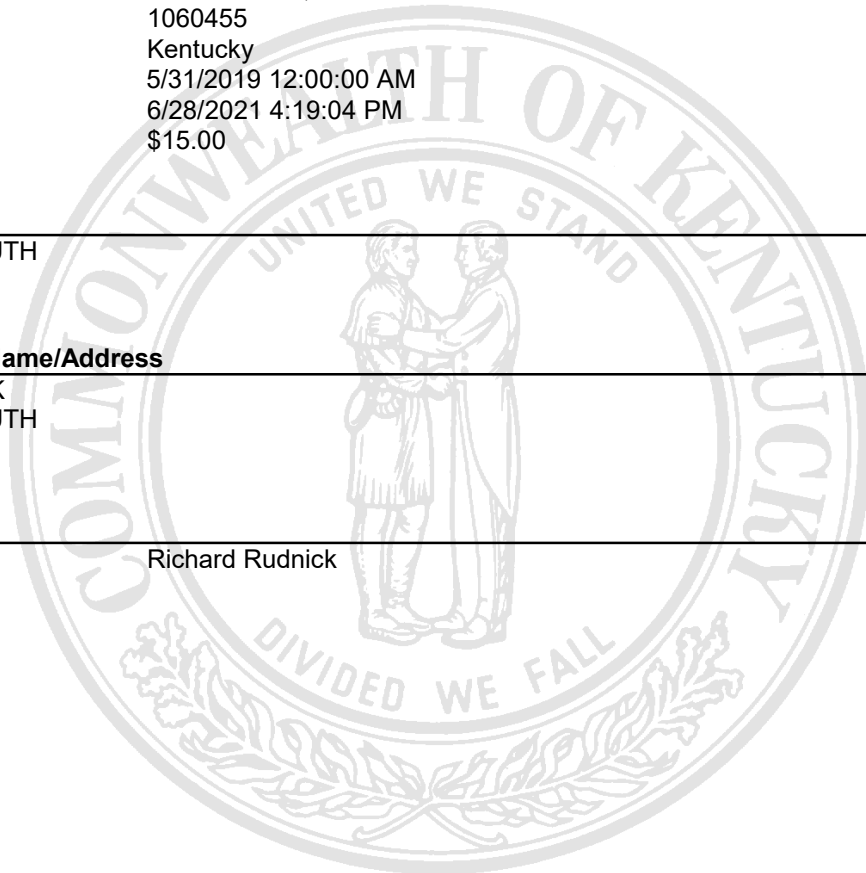 1060455
Kentucky
5/31/2019 12:00:00 AM
6/28/2021 4:19:04 PM
$15.00
UTH
ame/Address
K
UTH
Richard Rudnick
COMMONWEALTH OF KENTUCKY
UNITED WE STAND
DIVIDED WE FALL